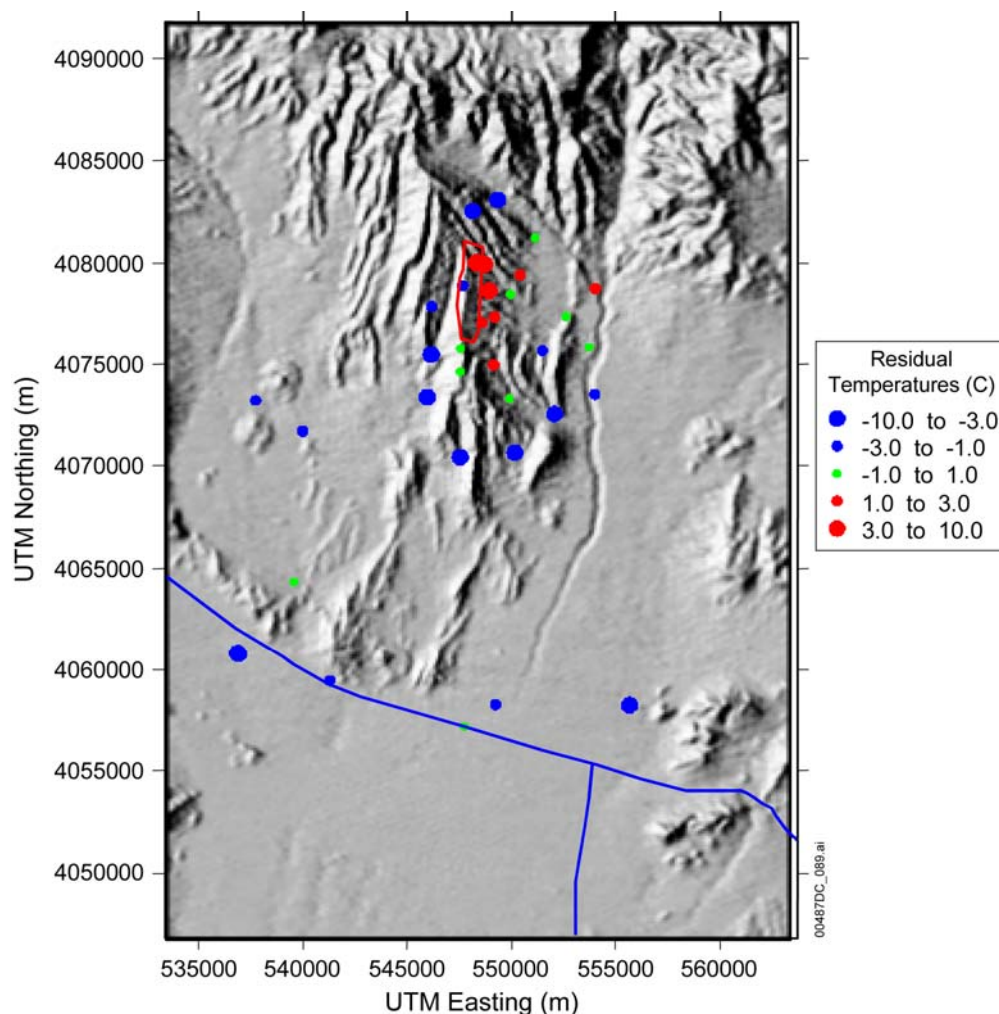 4090000
4085000
4080000
4075000
4070000
4065000
4060000
4055000
4050000
UTM Northing (m)
535000 540000 545000 550000 555000 560000
UTM Easting (m)
Residual
Temperatures (C)
-10.0 to -3.0
-3.0 to -1.0
-1.0 to 1.0
1.0 to 3.0
3.0 to 10.0
00487DC_089.ai